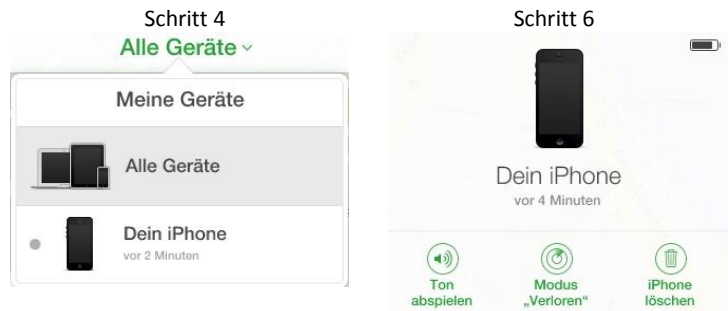 Schritt 4
Alle Geräte
Meine Geräte
Alle Geräte
Dein iPhone
vor 2 Minuten
Schritt 6
Dein iPhone
vor 4 Minuten
Ton
abspielen
Modus
„Verloren“
iPhone
löschen